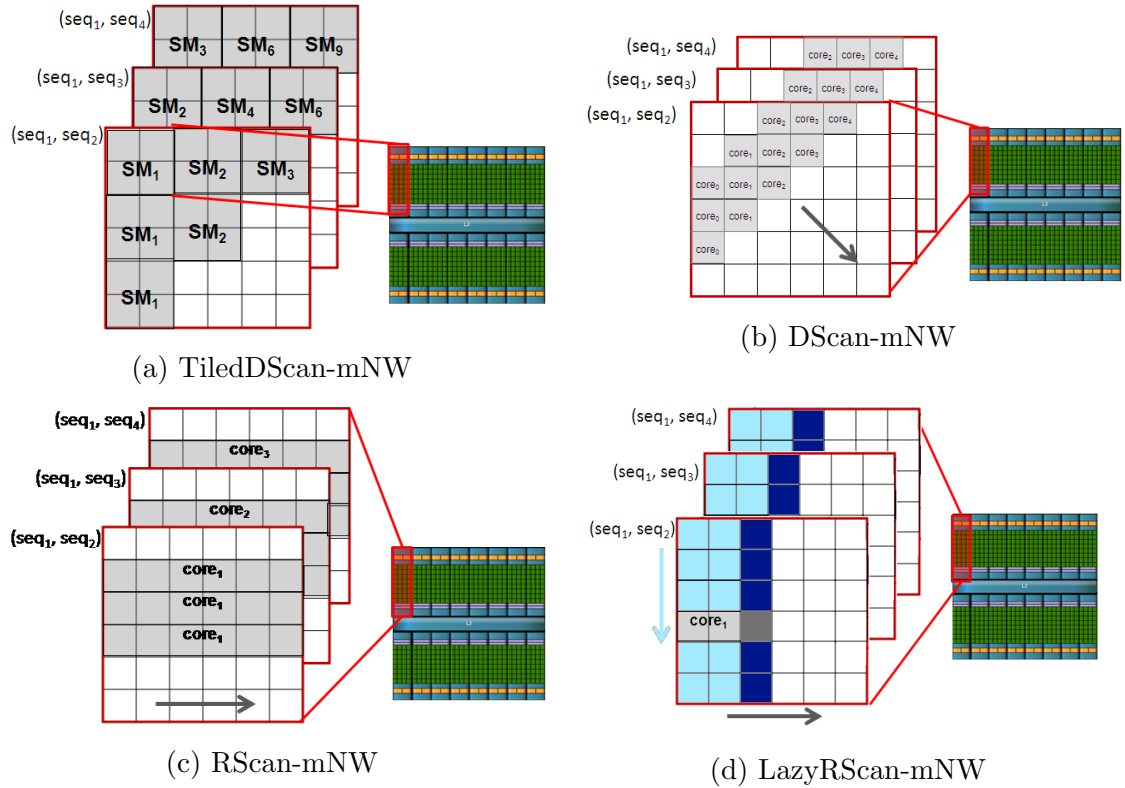 (seq₁, seq₄)
SM₃ SM₆ SM₉
(seq₁, seq₃)
SM₂ SM₄ SM₆
(seq₁, seq₂)
SM₁ SM₂ SM₃
SM₁ SM₂
SM₁
(a) TiledDScan-mNW
(seq₁, seq₄)
core₂ core₃ core₄
(seq₁, seq₃)
core₂ core₃ core₄
(seq₁, seq₂)
core₂ core₃ core₄
core₁ core₂ core₃
core₀ core₁ core₂
core₀ core₁
core₀
(b) DScan-mNW
(seq₁, seq₄)
core₃
(seq₁, seq₃)
core₂
(seq₁, seq₂)
core₁
core₁
core₁
(c) RScan-mNW
(seq₁, seq₄)
(seq₁, seq₃)
(seq₁, seq₂)
core₁
(d) LazyRScan-mNW